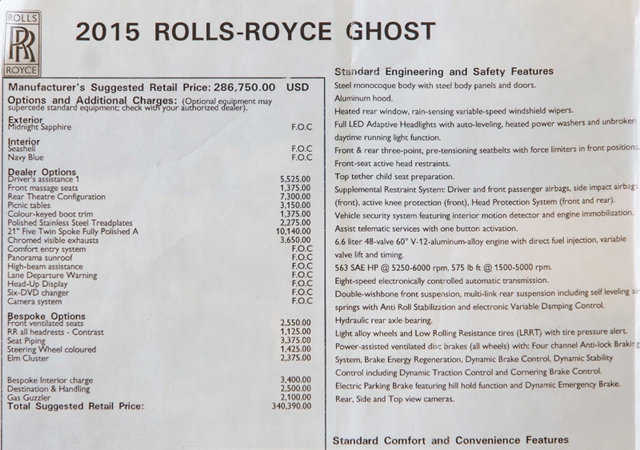 ROLLS
RR
ROYCE
2015 ROLLS-ROYCE GHOST
Manufacturer's Suggested Retail Price: 286,750.00 USD
Options and Additional Charges: (Optional equipment may
supercede standard equipment; check with your authorized dealer).
Exterior
Midnight Sapphire F.O.C
Interior
Seashell F.O.C
Navy Blue F.O.C
Dealer Options
Driver's assistance 1 5,525.00
Front massage seats 1,375.00
Rear Theatre Configuration 7,300.00
Picnic tables 3,150.00
Colour-keyed boot trim 1,375.00
Polished Stainless Steel Treadplates 2,275.00
21" Five Twin Spoke Fully Polished A 10,140.00
Chromed visible exhausts 3,650.00
Comfort entry system F.O.C
Panorama sunroof F.O.C
High-beam assistance F.O.C
Lane Departure Warning F.O.C
Head-Up Display F.O.C
Six-DVD changer F.O.C
Camera system F.O.C
Bespoke Options
Front ventilated seats 2,550.00
RR all headrests - Contrast 1,125.00
Seat Piping 3,375.00
Steering Wheel coloured 1,425.00
Elm Cluster 2,375.00
Bespoke Interior charge 3,400.00
Destination & Handling 2,500.00
Gas Guzzler 2,100.00
Total Suggested Retail Price: 340,390.00
Standard Engineering and Safety Features
Steel monocoque body with steel body panels and doors.
Aluminum hood.
Heated rear window, rain-sensing variable-speed windshield wipers.
Full LED Adaptive Headlights with auto-leveling, heated power washers and unbroken
daytime running light function.
Front & rear three-point, pre-tensioning seatbelts with force limiters in front positions.
Front-seat active head restraints.
Top tether child seat preparation.
Supplemental Restraint System: Driver and front passenger airbags, side impact airbags
(front), active knee protection (front), Head Protection System (front and rear).
Vehicle security system featuring interior motion detector and engine immobilization.
Assist telematic services with one button activation.
6.6 liter 48-valve 60° V-12-aluminum-alloy engine with direct fuel injection, variable
valve lift and timing.
563 SAE HP @ 5250-6000 rpm. 575 lb ft @ 1500-5000 rpm.
Eight-speed electronically controlled automatic transmission.
Double-wishbone front suspension, multi-link rear suspension including self leveling air
springs with Anti Roll Stabilization and electronic Variable Damping Control.
Hydraulic rear axle bearing.
Light alloy wheels and Low Rolling Resistance tires (LRRT) with tire pressure alert.
Power-assisted ventilated disc brakes (all wheels) with: Four channel Anti-lock Braking
System, Brake Energy Regeneration, Dynamic Brake Control, Dynamic Stability
Control including Dynamic Traction Control and Cornering Brake Control.
Electric Parking Brake featuring hill hold function and Dynamic Emergency Brake.
Rear, Side and Top view cameras.
Standard Comfort and Convenience Features